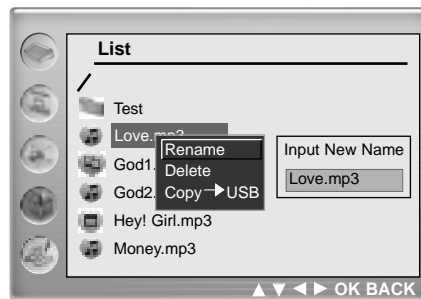 List
/
Test
Love.mp3
God1.
God2.
Hey! Girl.mp3
Money.mp3
Rename
Delete
Copy→USB
Input New Name
Love.mp3
▲ ▼ ◀ ▶ OK BACK